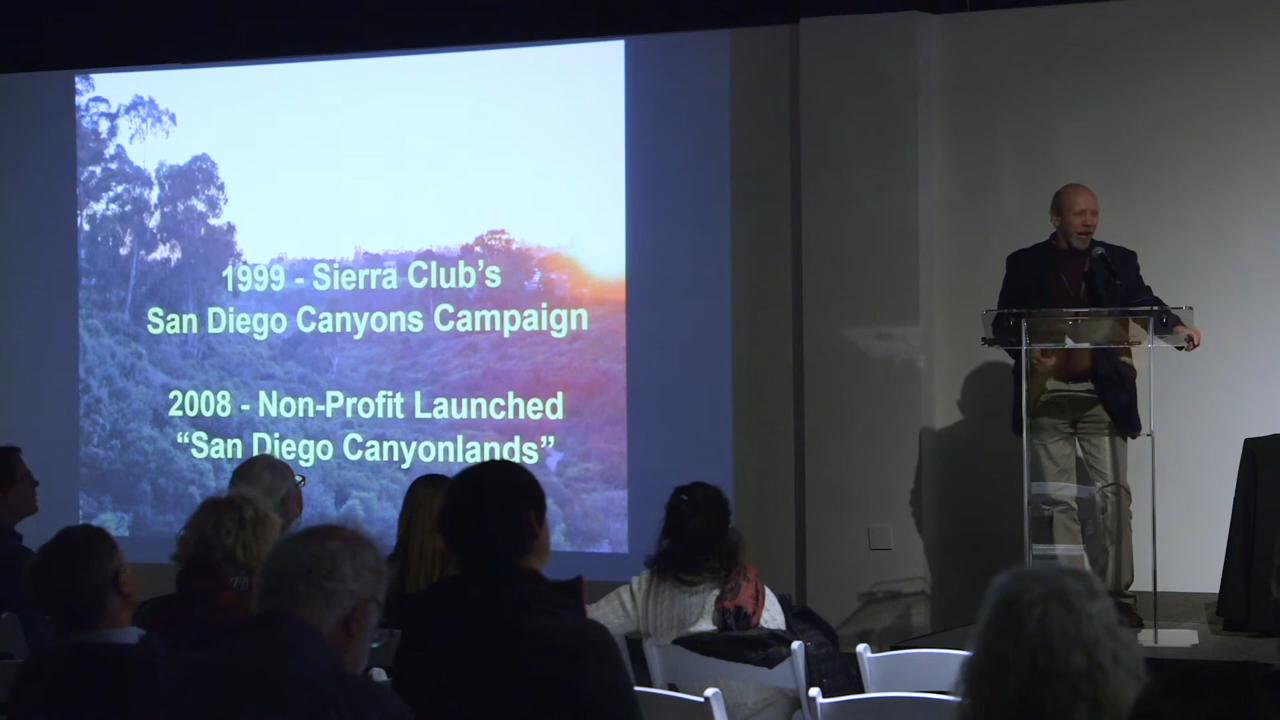 1999 - Sierra Club's
San Diego Canyons Campaign
2008 - Non-Profit Launched
“San Diego Canyonlands”